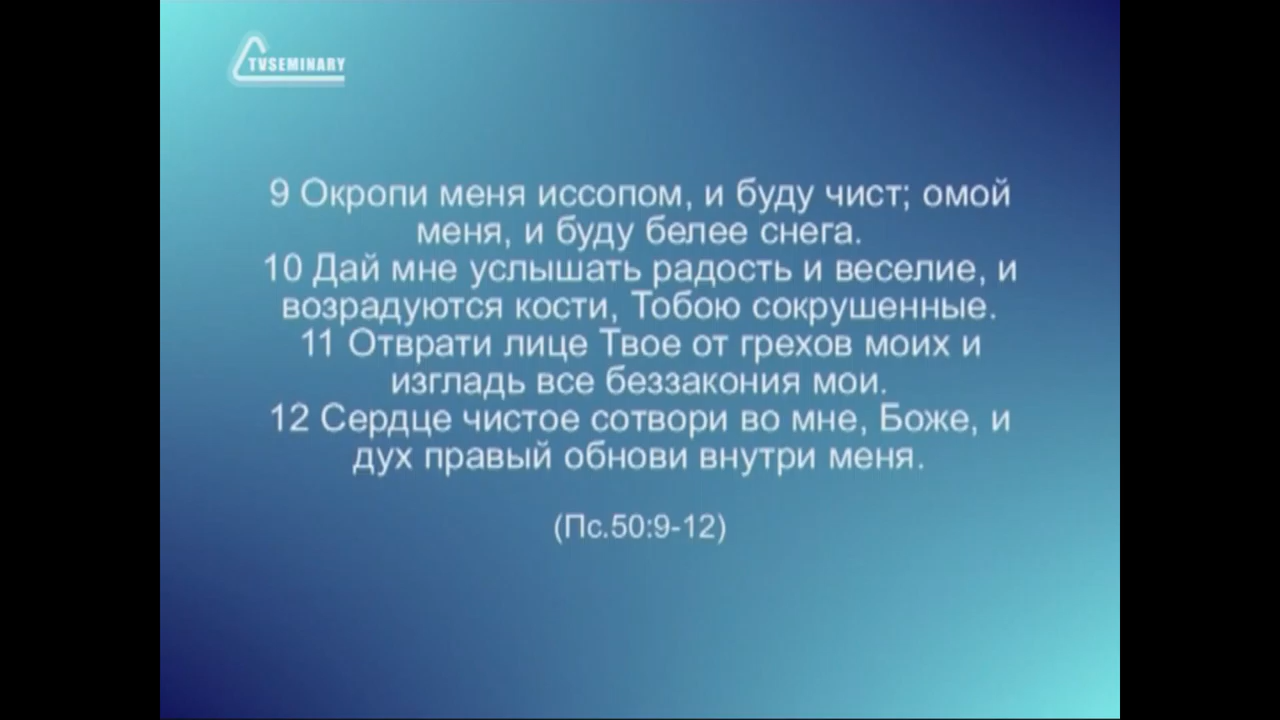 TVSEMINARY
9 Окропи меня иссопом, и буду чист; омой
меня, и буду белее снега.
10 Дай мне услышать радость и веселие, и
возрадуются кости, Тобою сокрушенные.
11 Отврати лице Твое от грехов моих и
изгладь все беззакония мои.
12 Сердце чистое сотвори во мне, Боже, и
дух правый обнови внутри меня.
(Пс.50:9-12)